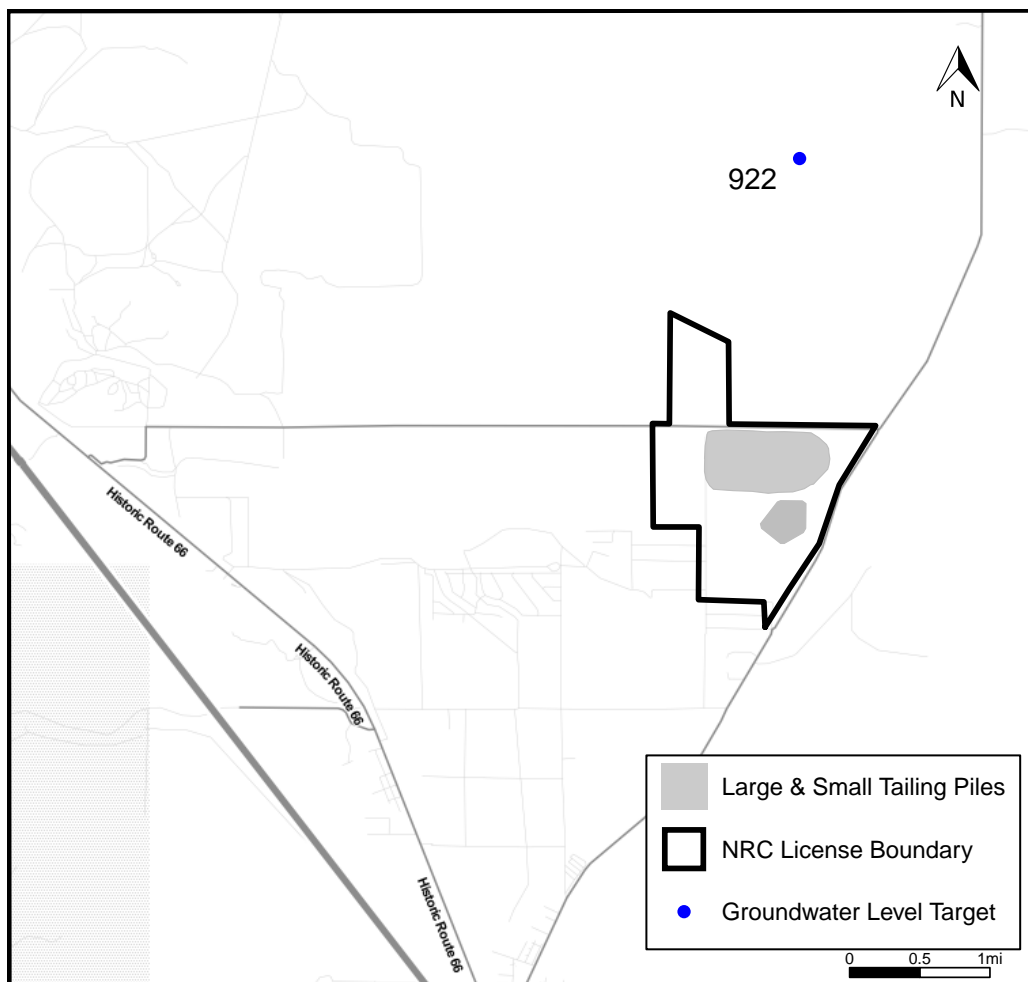 N
922
Historic Route 66
Historic Route 66
Historic Route 66
Large & Small Tailing Piles
NRC License Boundary
Groundwater Level Target
0 0.5 1mi